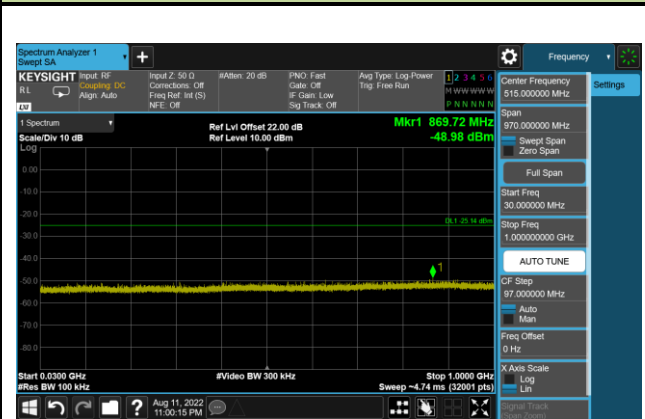 Spectrum Analyzer 1
Swept SA
Frequency
KEYSIGHT
RL
LXI
Input: RF
Coupling: DC
Align: Auto
Input Z: 50 Ω
Corrections: Off
Freq Ref: Int (S)
NFE: Off
#Atten: 20 dB
PNO: Fast
Gate: Off
IF Gain: Low
Sig Track: Off
Avg Type: Log-Power
Trig: Free Run
1 2 3 4 5 6
M W W W W W
P N N N N N
1 Spectrum
Scale/Div 10 dB
Log
Ref Lvl Offset 22.00 dB
Ref Level 10.00 dBm
Mkr1 869.72 MHz
-48.98 dBm
0.00
-10.0
-20.0
DL1 -25.14 dBm
-30.0
-40.0
1
-50.0
-60.0
-70.0
-80.0
Start 0.0300 GHz
#Res BW 100 kHz
#Video BW 300 kHz
Stop 1.0000 GHz
Sweep ~4.74 ms (32001 pts)
Aug 11, 2022
11:00:15 PM
Center Frequency
515.000000 MHz
Settings
Span
970.000000 MHz
Swept Span
Zero Span
Full Span
Start Freq
30.000000 MHz
Stop Freq
1.000000000 GHz
AUTO TUNE
CF Step
97.000000 MHz
Auto
Man
Freq Offset
0 Hz
X Axis Scale
Log
Lin
Signal Track
(Span Zoom)